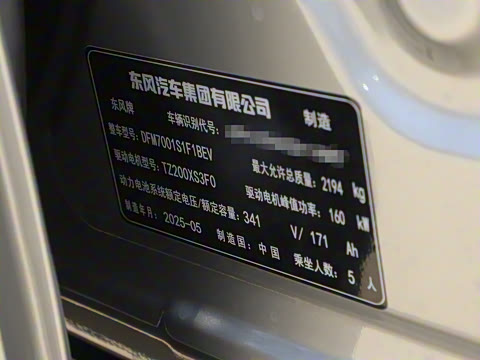 东风汽车集团有限公司 制造
东风牌 车辆识别代号：
整车型号：DFM7001S1F1BEV 最大允许总质量：2194 kg
驱动电机型号：TZ200XS3F0 驱动电机峰值功率：160 kW
动力电池系统额定电压/额定容量：341 V/ 171 Ah
制造年月：2025-05 制造国：中国 乘坐人数：5 人